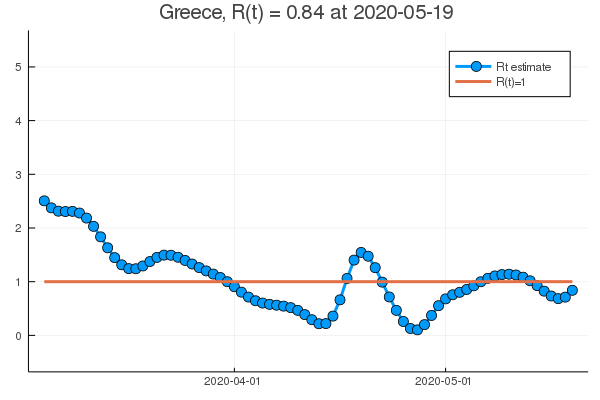 Greece, R(t) = 0.84 at 2020-05-19
5
4
3
2
1
0
Rt estimate
R(t)=1
2020-04-01
2020-05-01